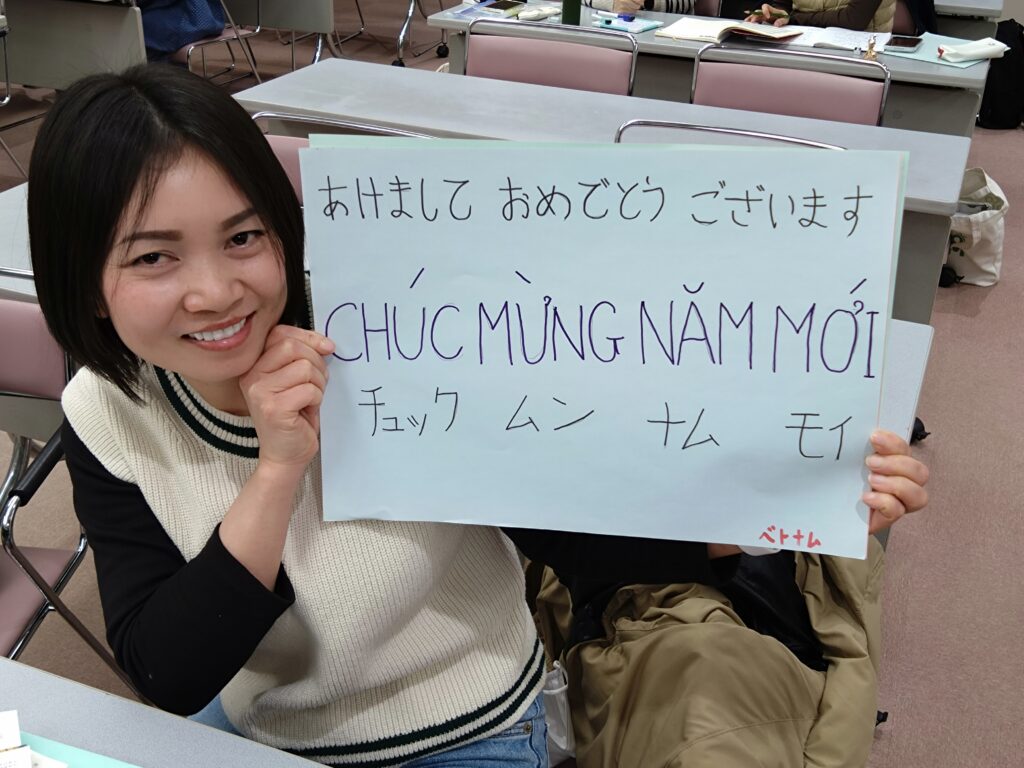 あけまして おめでとう ございます
CHÚC MỪNG NĂM MỚI
チュック ムン ナム モイ
ベトナム